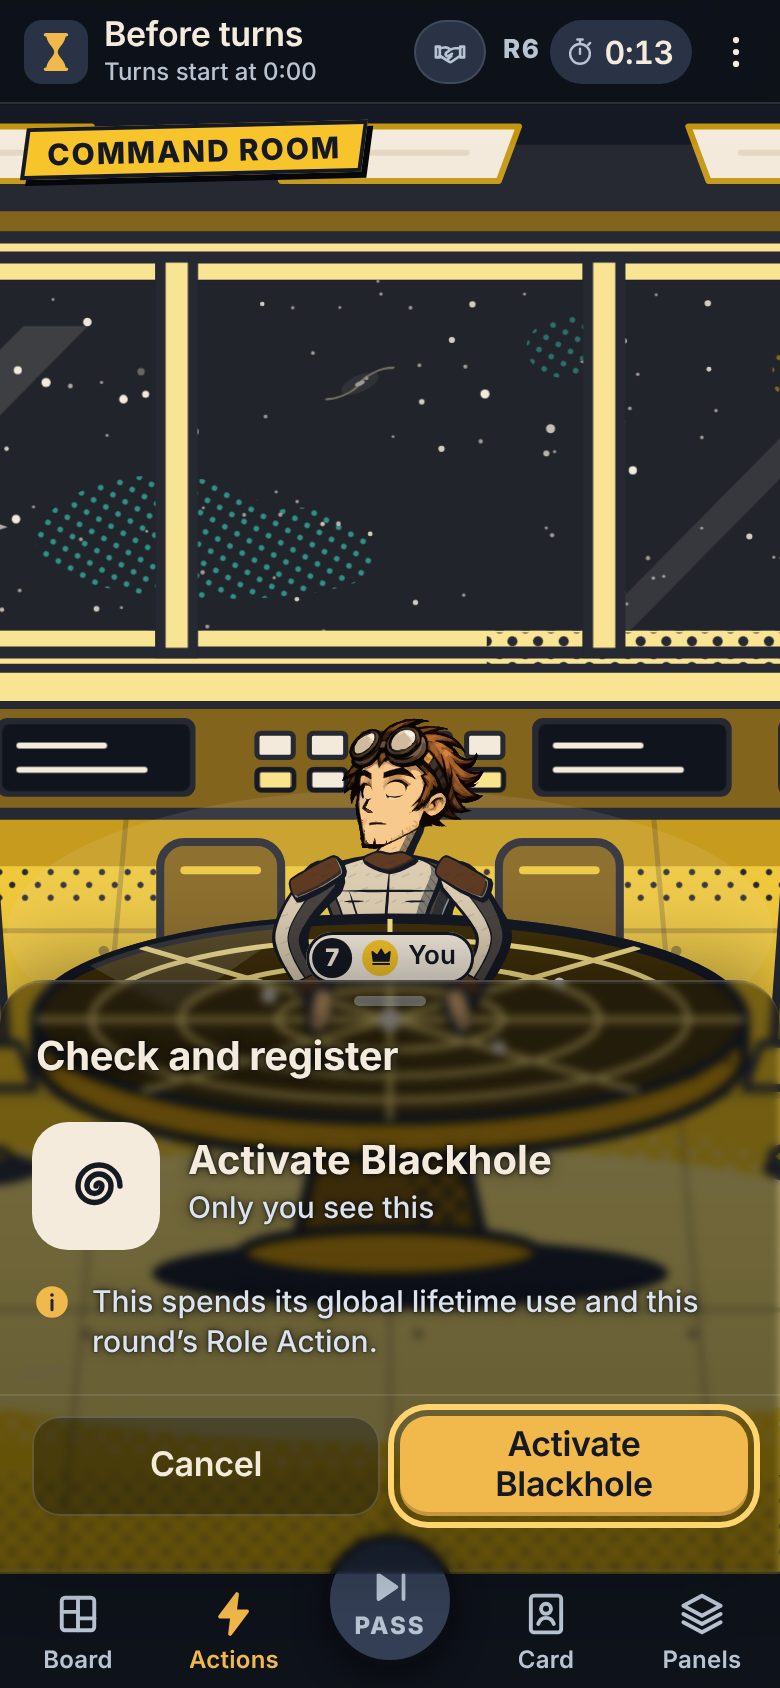 Before turns
Turns start at 0:00
R6
0:13
COMMAND ROOM
7
You
Check and register
Activate Blackhole
Only you see this
This spends its global lifetime use and this
round’s Role Action.
Cancel
Activate
Blackhole
PASS
Board
Actions
Card
Panels